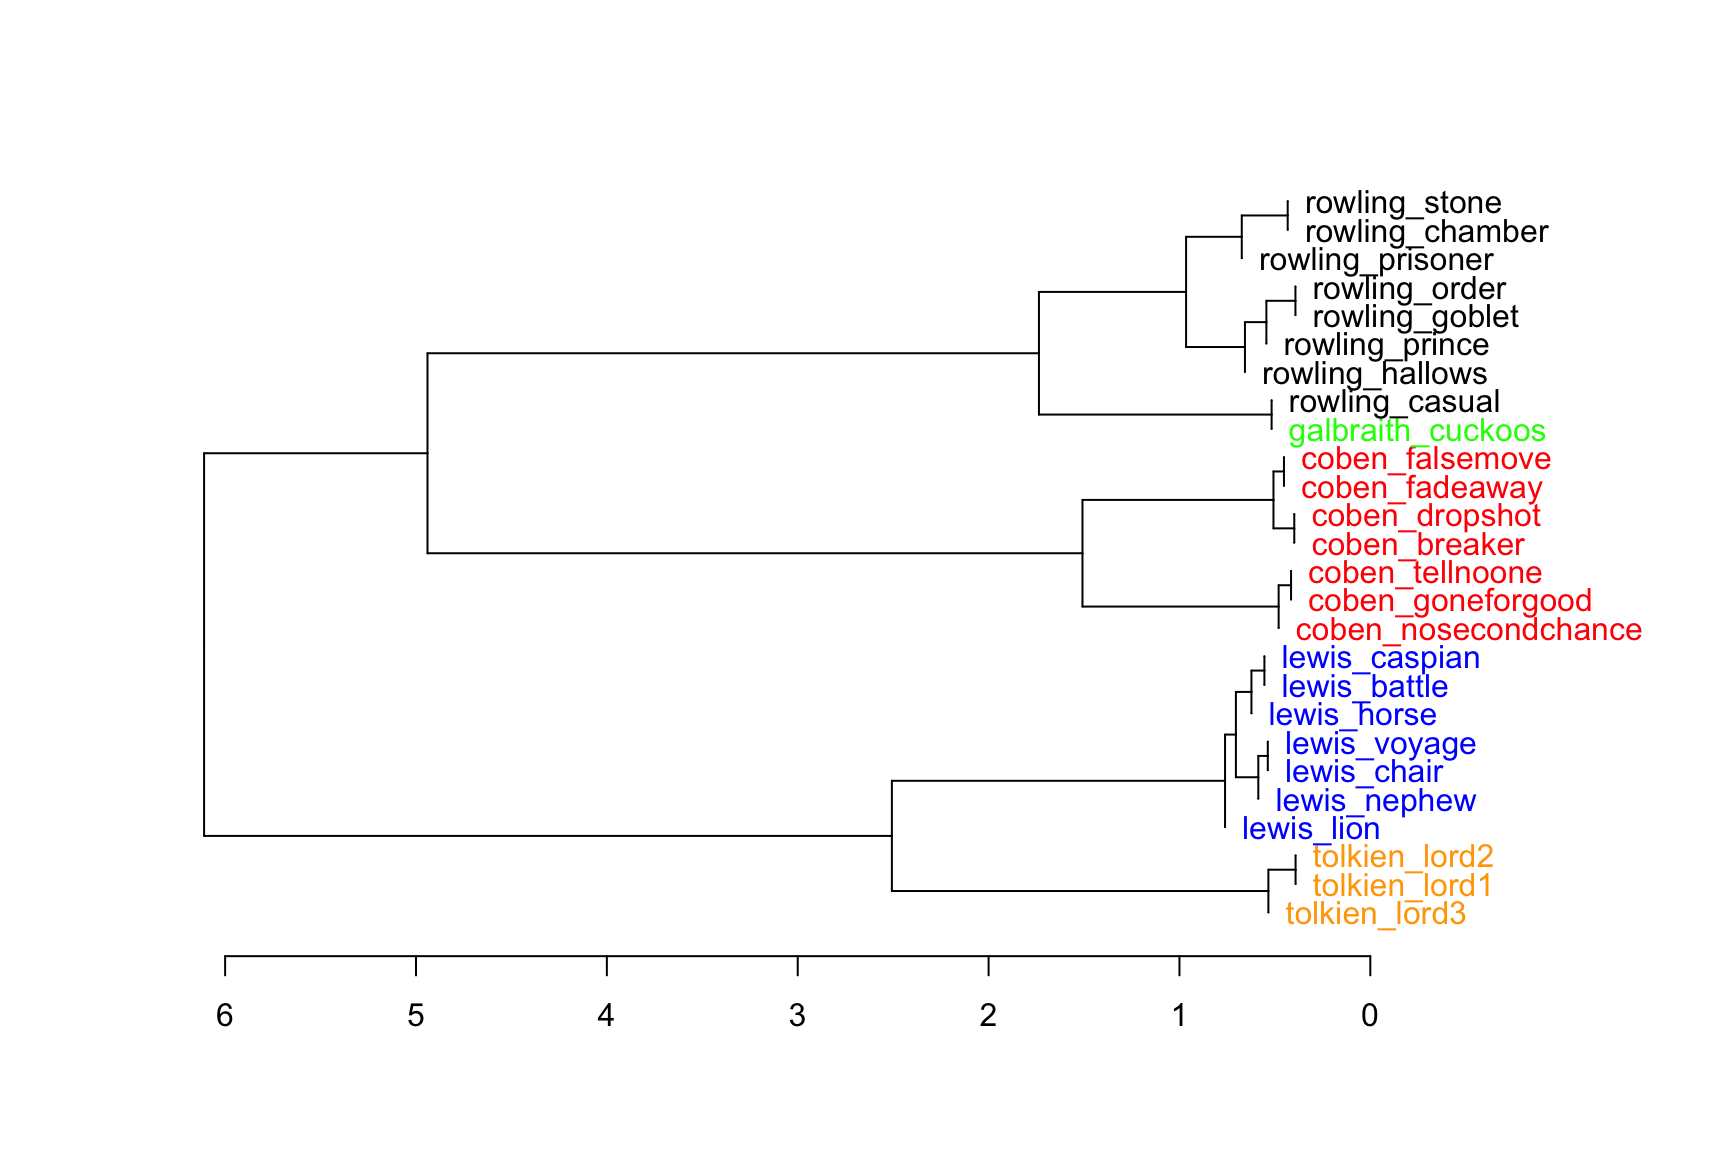 rowling_stone
rowling_chamber
rowling_prisoner
rowling_order
rowling_goblet
rowling_prince
rowling_hallows
rowling_casual
galbraith_cuckoos
coben_falsemove
coben_fadeaway
coben_dropshot
coben_breaker
coben_tellnoone
coben_goneforgood
coben_nosecondchance
lewis_caspian
lewis_battle
lewis_horse
lewis_voyage
lewis_chair
lewis_nephew
lewis_lion
tolkien_lord2
tolkien_lord1
tolkien_lord3
6 5 4 3 2 1 0